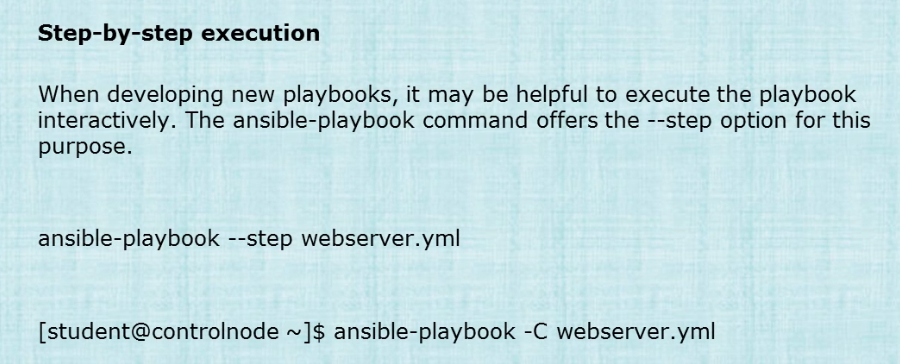 Step-by-step execution
When developing new playbooks, it may be helpful to execute the playbook
interactively. The ansible-playbook command offers the --step option for this
purpose.
ansible-playbook --step webserver.yml
[student@controlnode ~]$ ansible-playbook -C webserver.yml